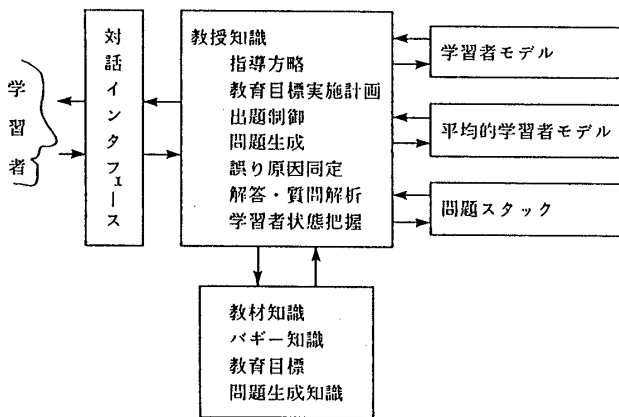 学習者
対話インタフェース
教授知識
指導方略
教育目標実施計画
出題制御
問題生成
誤り原因同定
解答・質問解析
学習者状態把握
学習者モデル
平均的学習者モデル
問題スタック
教材知識
バギー知識
教育目標
問題生成知識